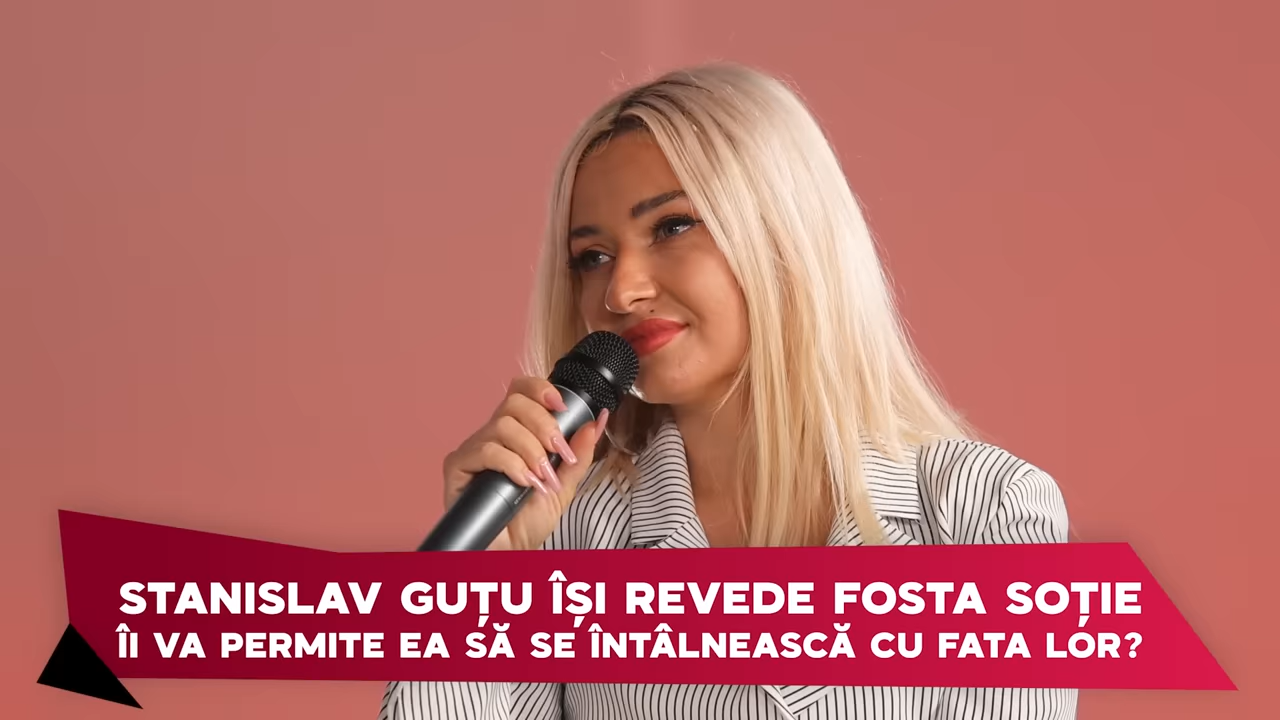 STANISLAV GUȚU ÎȘI REVEDE FOSTA SOȚIE
ÎI VA PERMITE EA SĂ SE ÎNTÂLNEASCĂ CU FATA LOR?